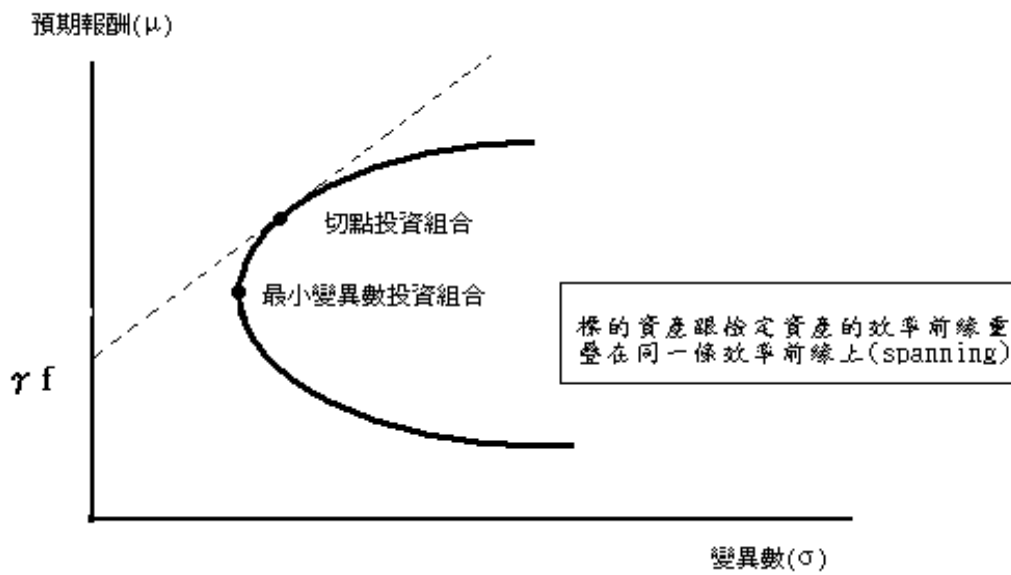 預期報酬(μ)
切點投資組合
最小變異數投資組合
標的資產跟檢定資產的效率前緣重
疊在同一條效率前緣上(spanning)
γf
變異數(σ)